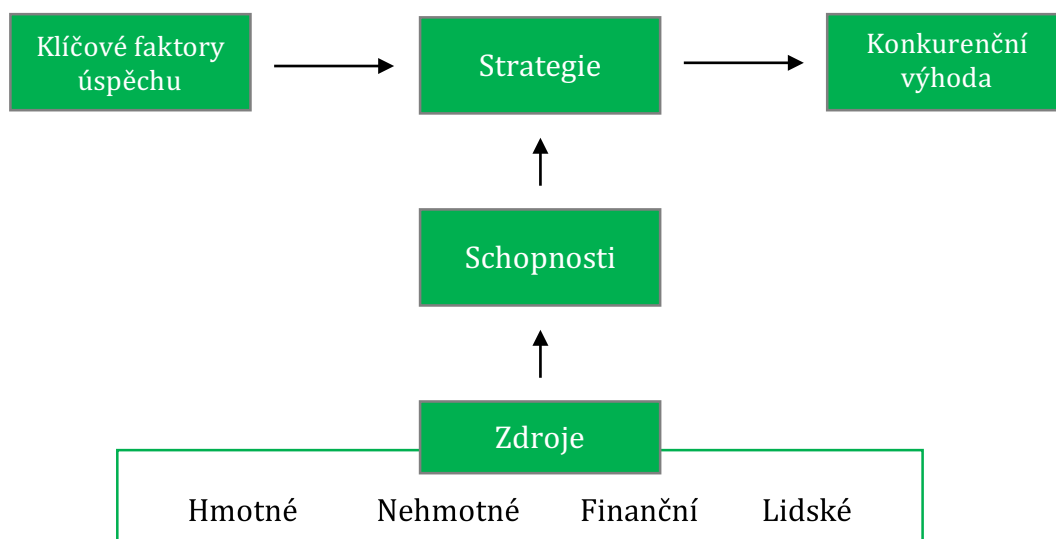 Klíčové faktory
úspěchu
Strategie
Konkurenční
výhoda
Schopnosti
Zdroje
Hmotné Nehmotné Finanční Lidské